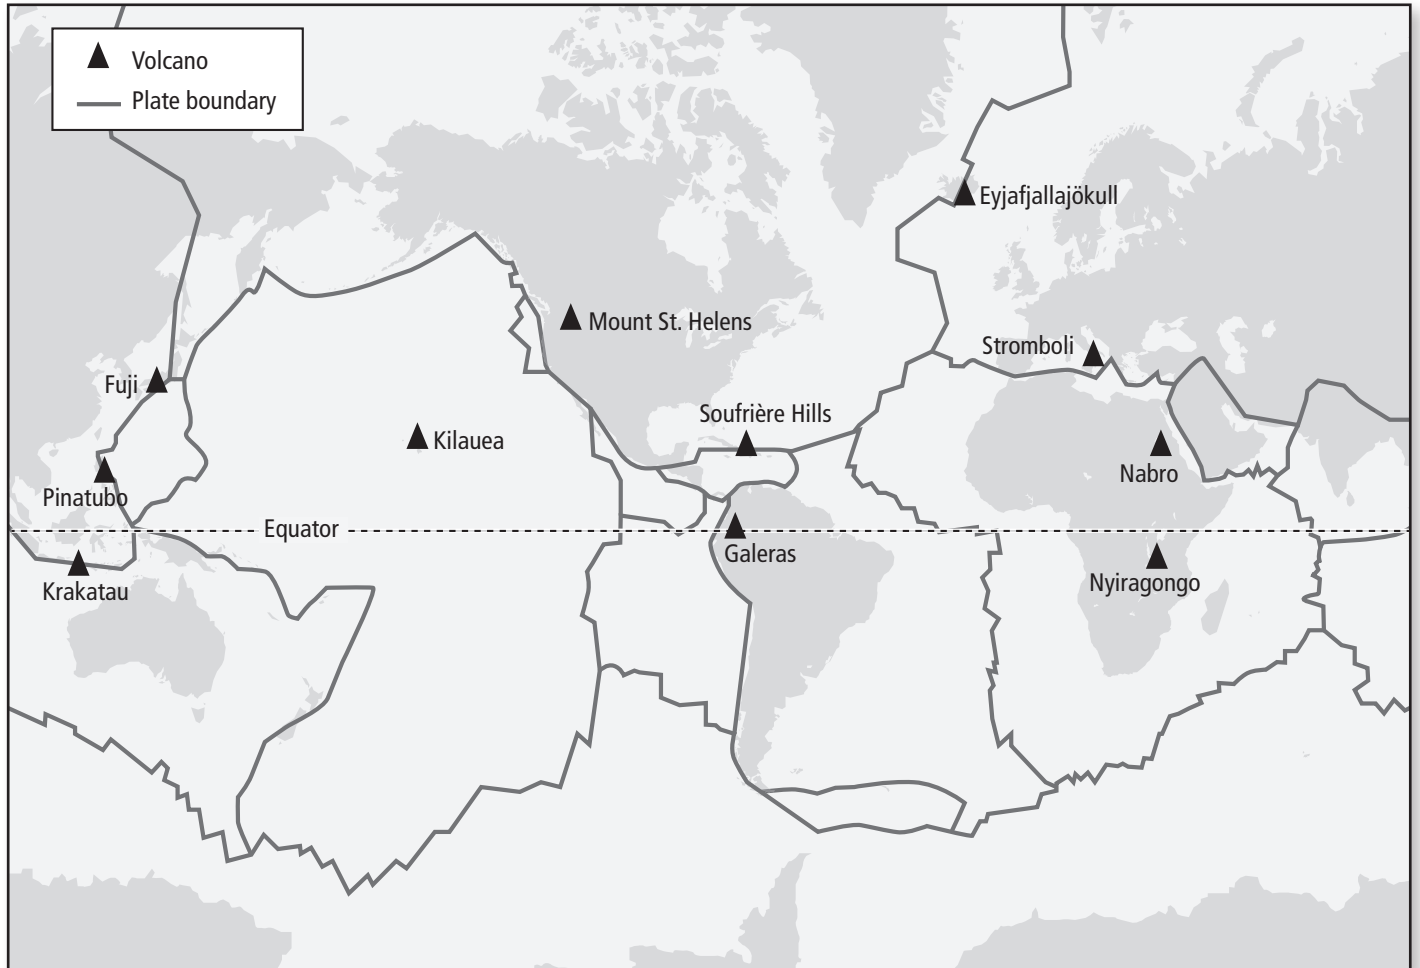 Volcano
Plate boundary
Eyjafjallajökull
Mount St. Helens
Stromboli
Fuji
Soufrière Hills
Kilauea
Nabro
Pinatubo
Equator
Galeras
Nyiragongo
Krakatau